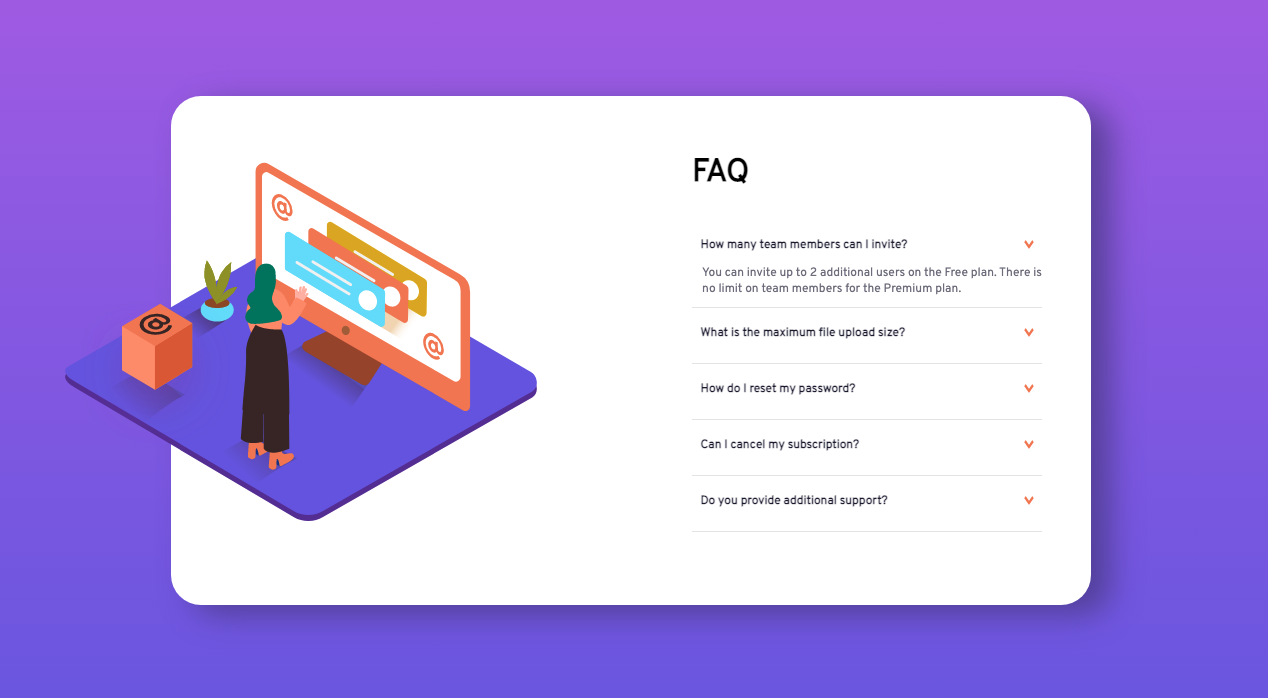 FAQ
How many team members can I invite?
You can invite up to 2 additional users on the Free plan. There is
no limit on team members for the Premium plan.
What is the maximum file upload size?
How do I reset my password?
Can I cancel my subscription?
Do you provide additional support?
@
@
@